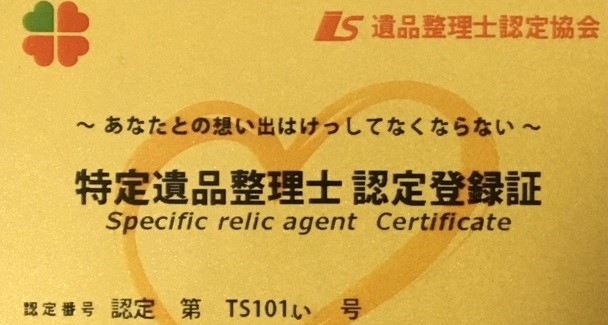 IS 遺品整理士認定協会
～ あなたとの想い出はけっしてなくならない ～
特定遺品整理士 認定登録証
Specific relic agent Certificate
認定番号 認定 第 TS101い 号